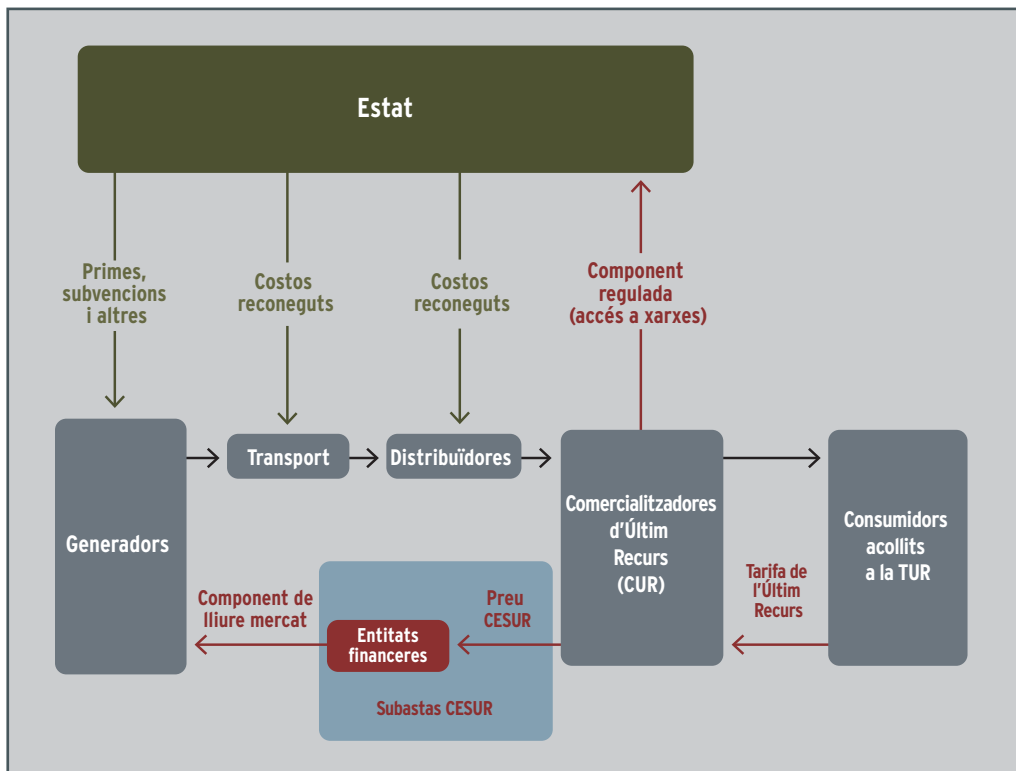 Estat
Primes,
subvencions
i altres
Costos
reconeguts
Costos
reconeguts
Component
regulada
(accés a xarxes)
Generadors
Transport
Distribuïdores
Comercialitzadores
d'Últim
Recurs
(CUR)
Consumidors
acollits
a la TUR
Component de
lliure mercat
Entitats
financeres
Preu
CESUR
Subastas CESUR
Tarifa de
l'Últim
Recurs